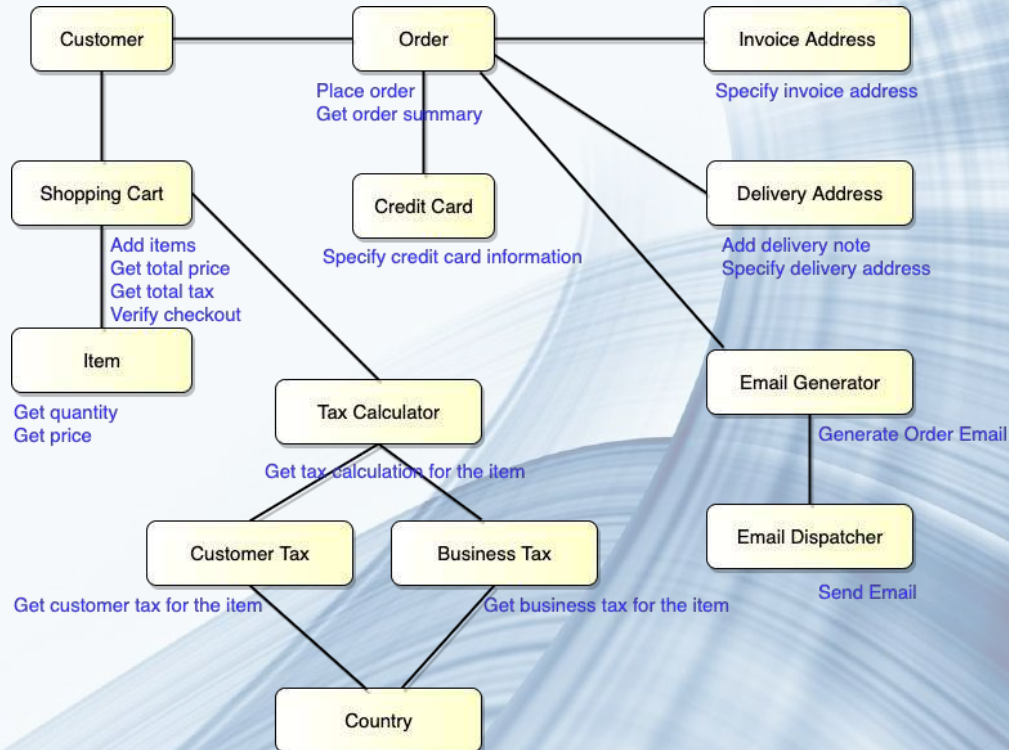 Customer
Order
Invoice Address
Place order
Get order summary
Specify invoice address
Shopping Cart
Credit Card
Delivery Address
Add items
Get total price
Get total tax
Verify checkout
Specify credit card information
Add delivery note
Specify delivery address
Item
Get quantity
Get price
Tax Calculator
Email Generator
Get tax calculation for the item
Generate Order Email
Customer Tax
Business Tax
Email Dispatcher
Get customer tax for the item
Get business tax for the item
Send Email
Country